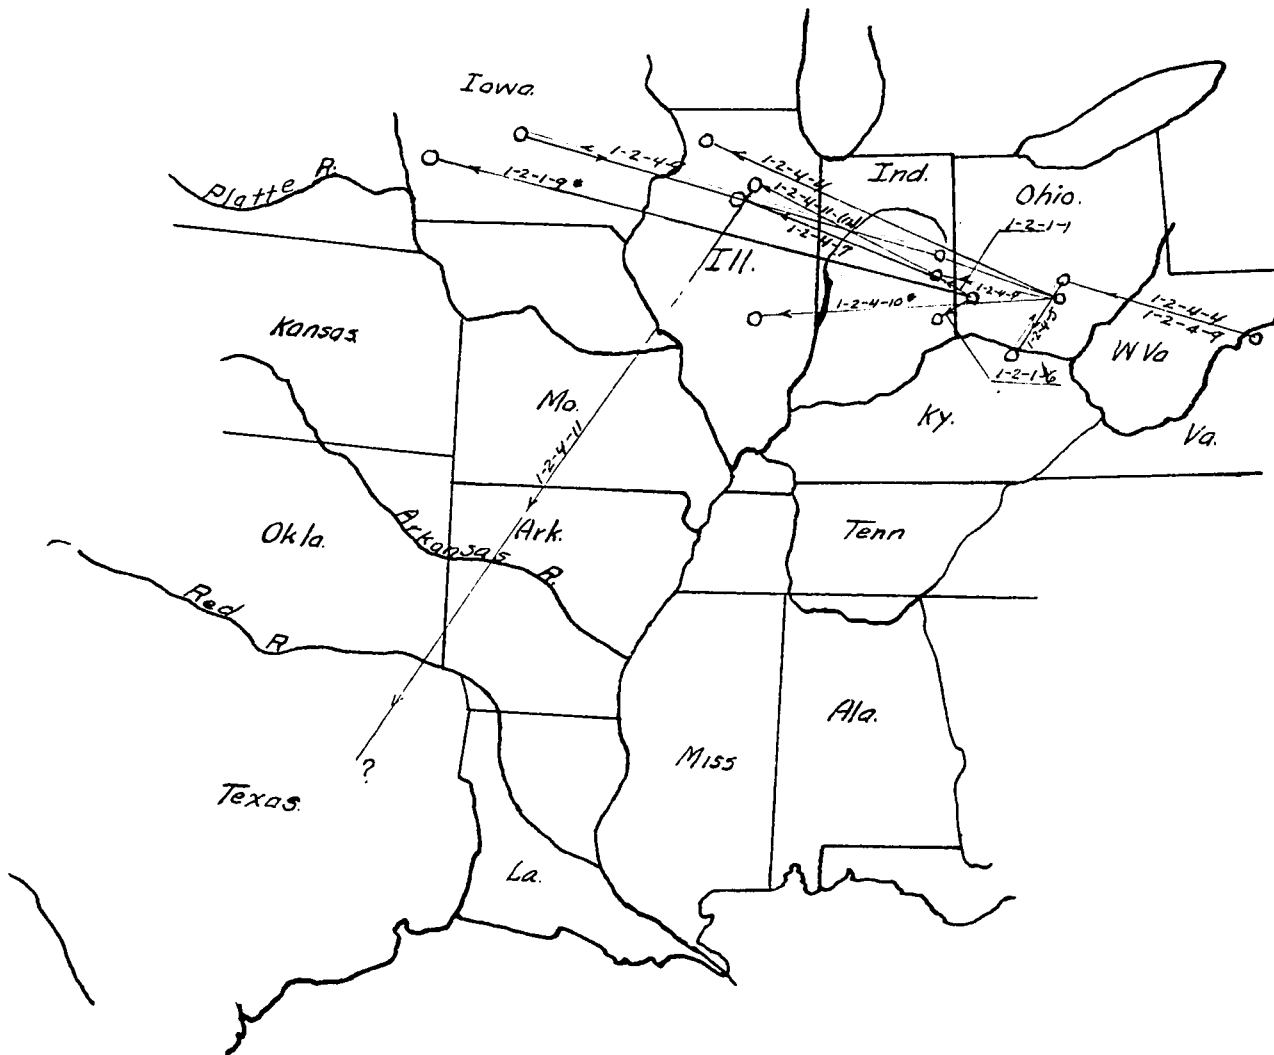 Iowa.
Platte R.
1-2-4-
1-2-1-9*
1-2-4-4
1-2-4-11-(12)
1-2-4-7
Ind.
Ohio.
1-2-1-1
Ill.
1-2-4-9
1-2-4-10*
1-2-4-4
1-2-4-9
W Va
1-2-1-
Kansas.
Mo.
Ky.
Va.
1-2-4-11
Okla.
Arkansas R.
Ark.
Tenn
Red R
Texas.
?
Miss
Ala.
La.